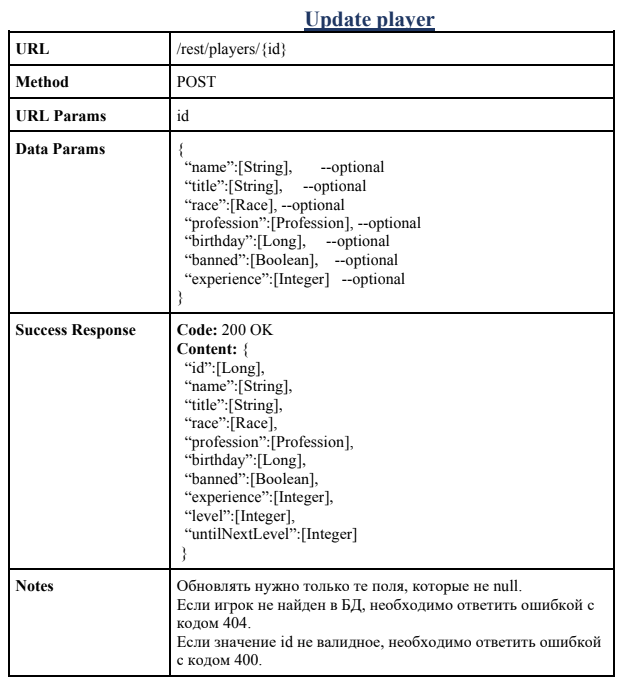 Update player
URL
/rest/players/{id}
Method
POST
URL Params
id
Data Params
{
“name”:[String], --optional
“title”:[String], --optional
“race”:[Race], --optional
“profession”:[Profession], --optional
“birthday”:[Long], --optional
“banned”:[Boolean], --optional
“experience”:[Integer] --optional
}
Success Response
Code: 200 OK
Content: {
“id”:[Long],
“name”:[String],
“title”:[String],
“race”:[Race],
“profession”:[Profession],
“birthday”:[Long],
“banned”:[Boolean],
“experience”:[Integer],
“level”:[Integer],
“untilNextLevel”:[Integer]
}
Notes
Обновлять нужно только те поля, которые не null.
Если игрок не найден в БД, необходимо ответить ошибкой с
кодом 404.
Если значение id не валидное, необходимо ответить ошибкой
с кодом 400.